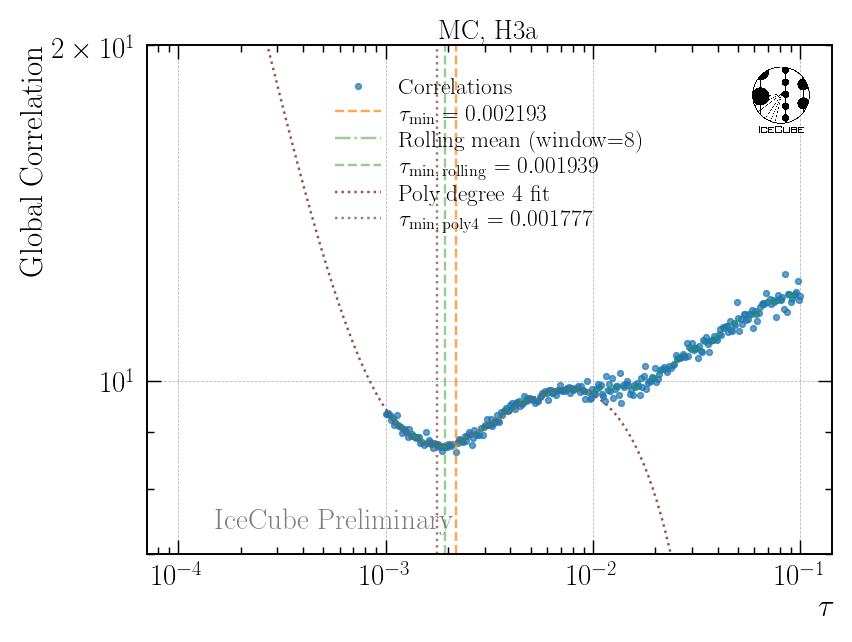 MC, H3a
2 × 10¹
Global Correlation
Correlations
τ_min = 0.002193
Rolling mean (window=8)
τ_min, rolling = 0.001939
Poly degree 4 fit
τ_min, poly4 = 0.001777
ICECUBE
10¹
IceCube Preliminary
10⁻⁴ 10⁻³ 10⁻² 10⁻¹
τ